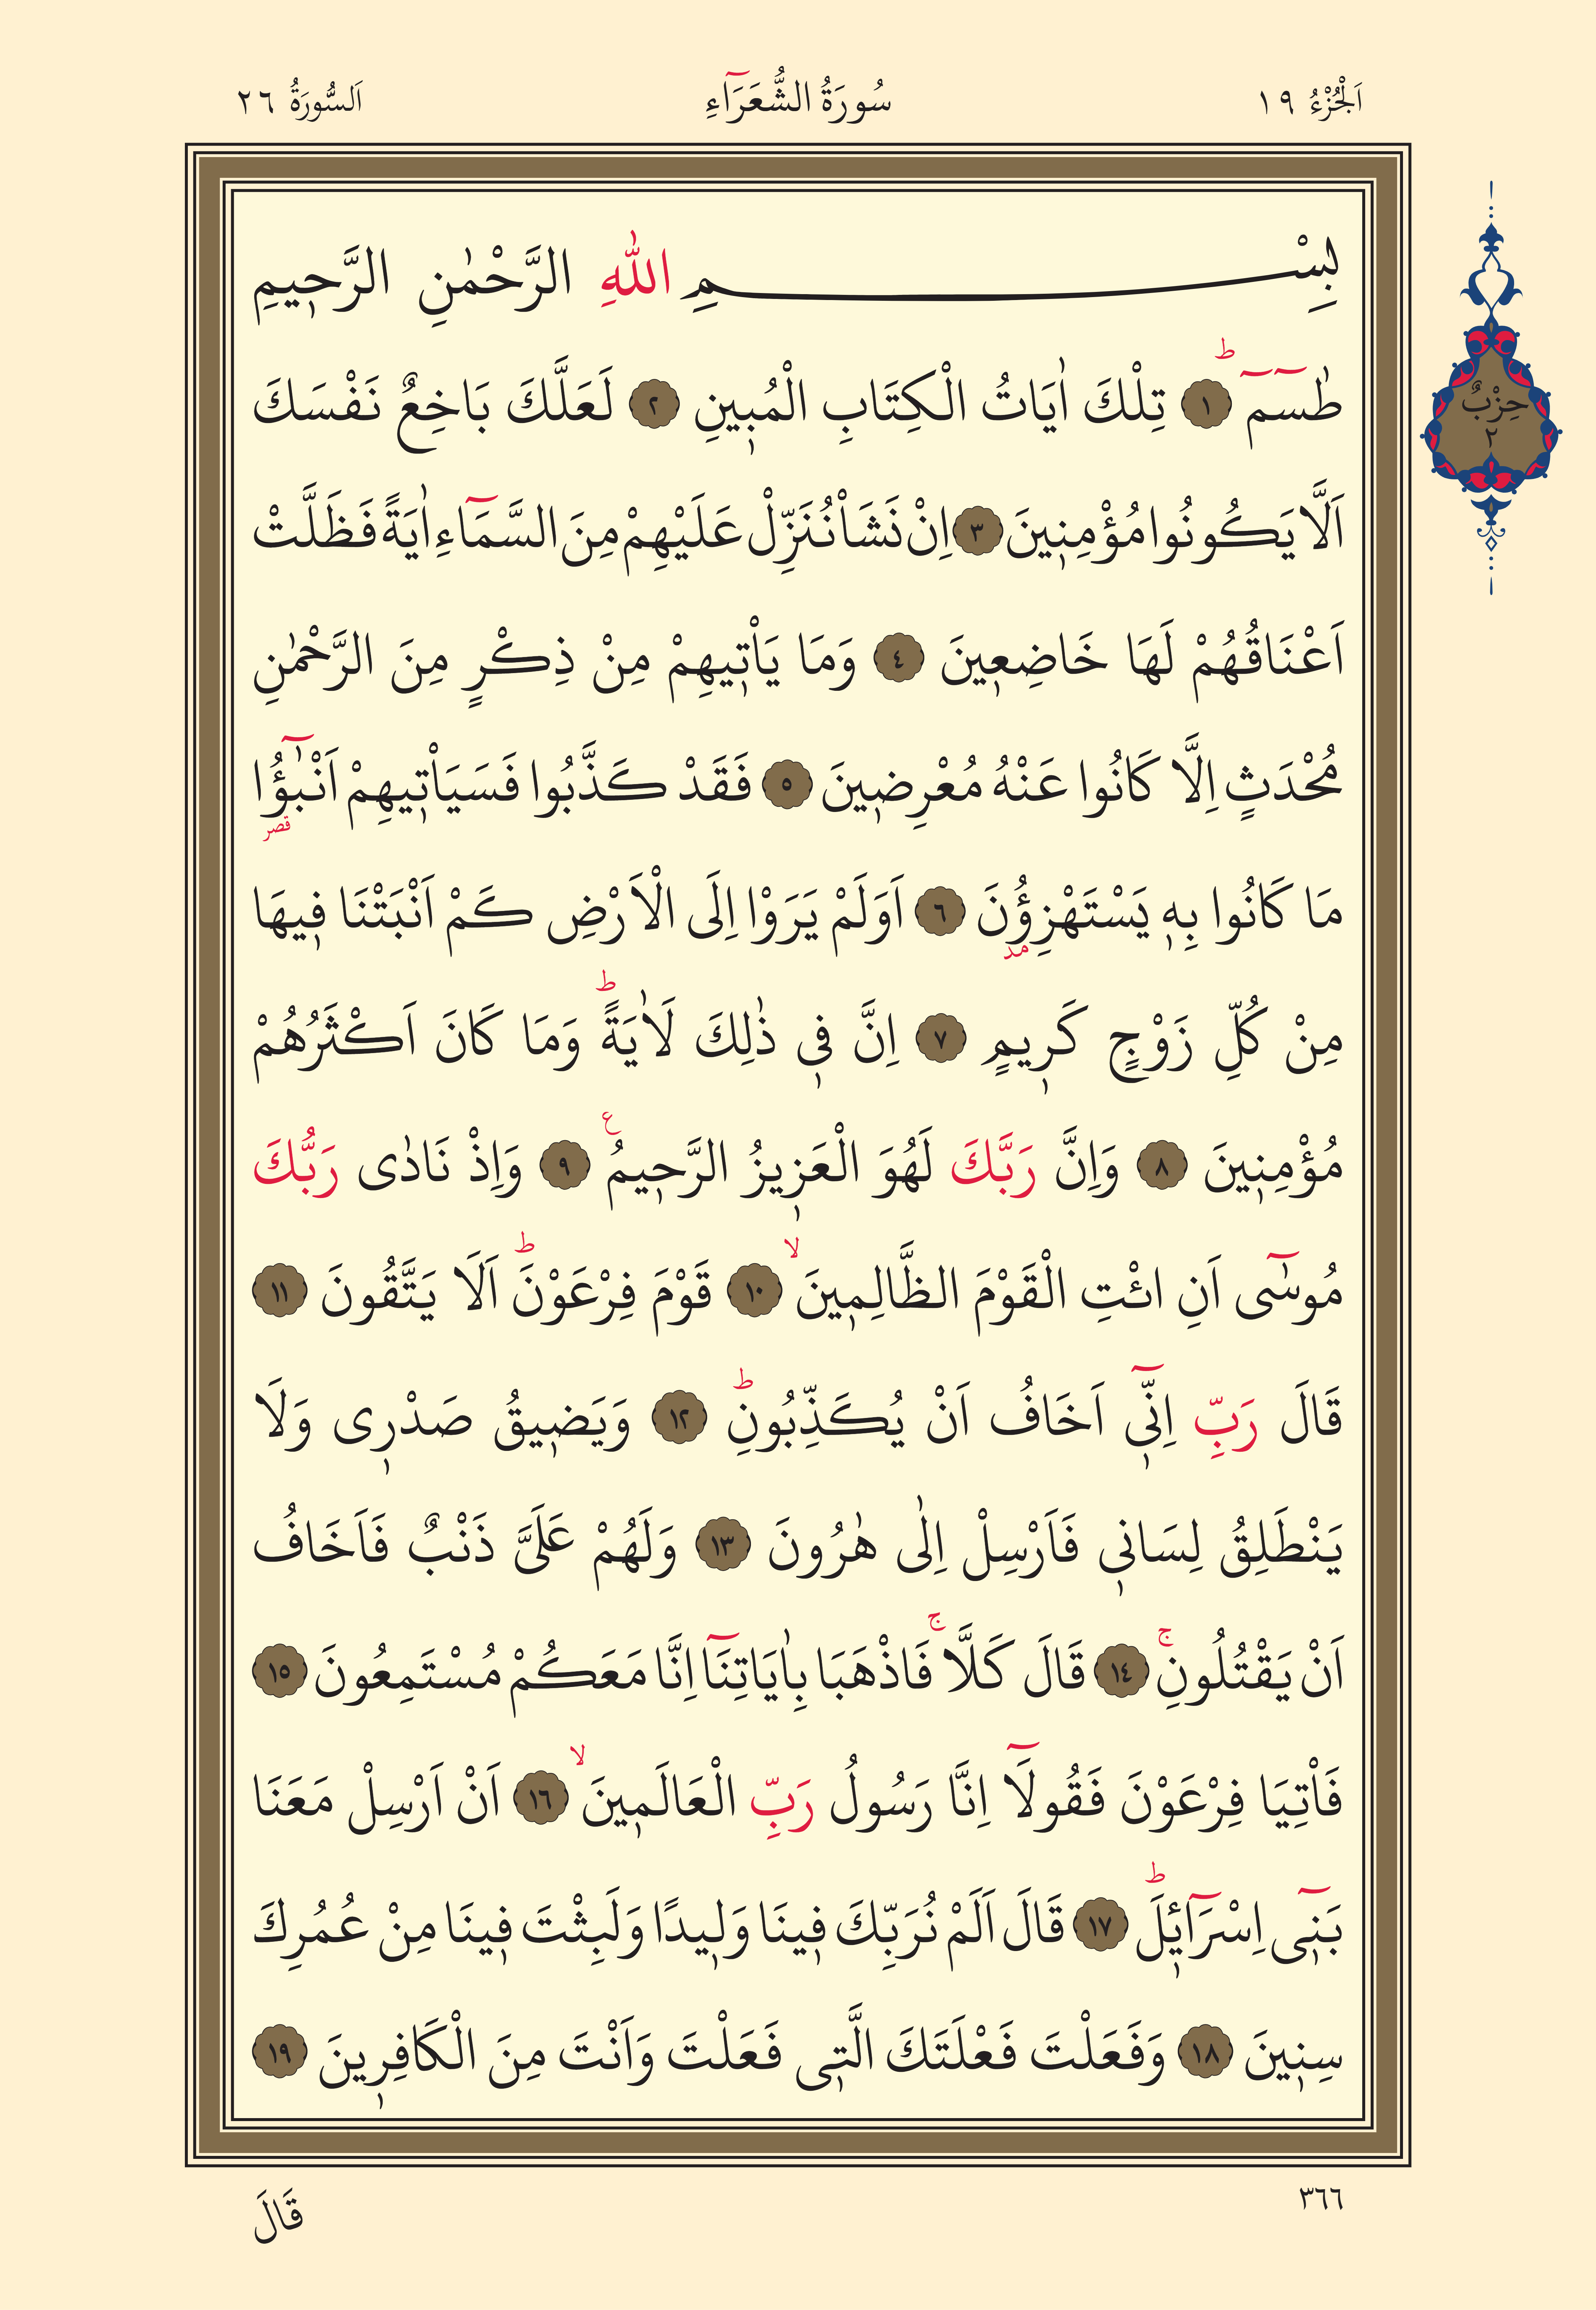 اَلْجُزْءُ ١٩
سُورَةُ الشُّعَرَٓاءِ
اَلسُّورَةُ ٢٦
بِسْمِ اللّٰهِ الرَّحْمٰنِ الرَّح۪يمِ
طٰسٓمٓ ۜ ١ تِلْكَ اٰيَاتُ الْكِتَابِ الْمُب۪ينِ ٢ لَعَلَّكَ بَاخِعٌ نَفْسَكَ
حِزْبٌ
٢
اَلَّا يَكُونُوا مُؤْمِن۪ينَ ٣ اِنْ نَشَأْ نُنَزِّلْ عَلَيْهِمْ مِنَ السَّمَٓاءِ اٰيَةً فَظَلَّتْ
اَعْنَاقُهُمْ لَهَا خَاضِع۪ينَ ٤ وَمَا يَأْت۪يهِمْ مِنْ ذِكْرٍ مِنَ الرَّحْمٰنِ
مُحْدَثٍ اِلَّا كَانُوا عَنْهُ مُعْرِض۪ينَ ٥ فَقَدْ كَذَّبُوا فَسَيَأْت۪يهِمْ اَنْبٰٓؤُ۬ا
قصر
مَا كَانُوا بِه۪ يَسْتَهْزِؤُ۫نَ ٦ اَوَلَمْ يَرَوْا اِلَى الْاَرْضِ كَمْ اَنْبَتْنَا ف۪يهَا
مد
مِنْ كُلِّ زَوْجٍ كَر۪يمٍ ٧ اِنَّ ف۪ي ذٰلِكَ لَاٰيَةًۜ وَمَا كَانَ اَكْثَرُهُمْ
مُؤْمِن۪ينَ ٨ وَاِنَّ رَبَّكَ لَهُوَ الْعَز۪يزُ الرَّح۪يمُ ع ٩ وَاِذْ نَادٰى رَبُّكَ
مُوسٰٓى اَنِ ائْتِ الْقَوْمَ الظَّالِم۪ينَۙ ١٠ قَوْمَ فِرْعَوْنَۜ اَلَا يَتَّقُونَ ١١
قَالَ رَبِّ اِنّ۪ٓي اَخَافُ اَنْ يُكَذِّبُونِۜ ١٢ وَيَض۪يقُ صَدْر۪ي وَلَا
يَنْطَلِقُ لِسَان۪ي فَاَرْسِلْ اِلٰى هٰرُونَ ١٣ وَلَهُمْ عَلَيَّ ذَنْبٌ فَاَخَافُ
اَنْ يَقْتُلُونِۚ ١٤ قَالَ كَلَّاۚ فَاذْهَبَا بِاٰيَاتِنَٓا اِنَّا مَعَكُمْ مُسْتَمِعُونَ ١٥
فَأْتِيَا فِرْعَوْنَ فَقُولَٓا اِنَّا رَسُولُ رَبِّ الْعَالَم۪ينَۙ ١٦ اَنْ اَرْسِلْ مَعَنَا
بَن۪ٓي اِسْرَٓائ۪لَۜ ١٧ قَالَ اَلَمْ نُرَبِّكَ ف۪ينَا وَل۪يدًا وَلَبِثْتَ ف۪ينَا مِنْ عُمُرِكَ
سِن۪ينَ ١٨ وَفَعَلْتَ فَعْلَتَكَ الَّت۪ي فَعَلْتَ وَاَنْتَ مِنَ الْكَافِر۪ينَ ١٩
٣٦٦
قَالَ